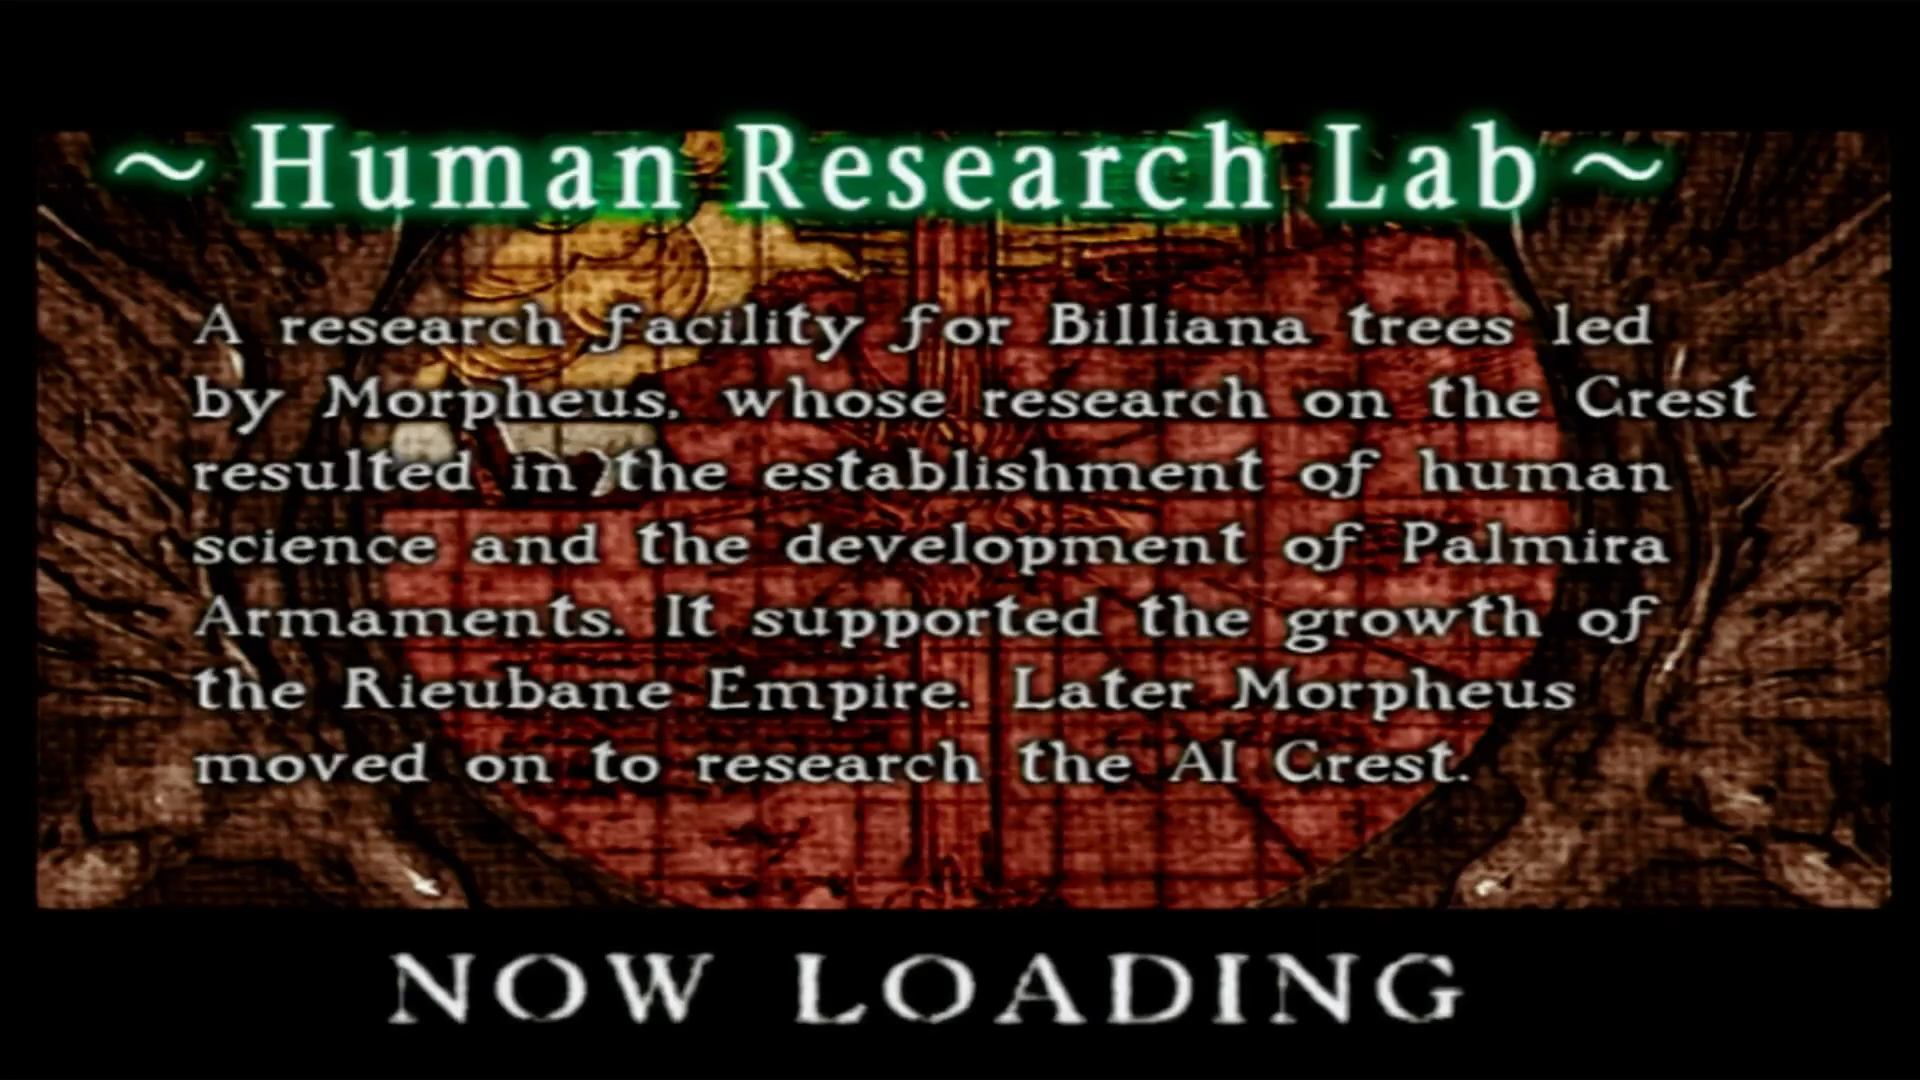 ~ Human Research Lab ~
A research facility for Billiana trees led
by Morpheus, whose research on the Crest
resulted in the establishment of human
science and the development of Palmira
Armaments. It supported the growth of
the Rieubane Empire. Later Morpheus
moved on to research the AI Crest.
NOW LOADING